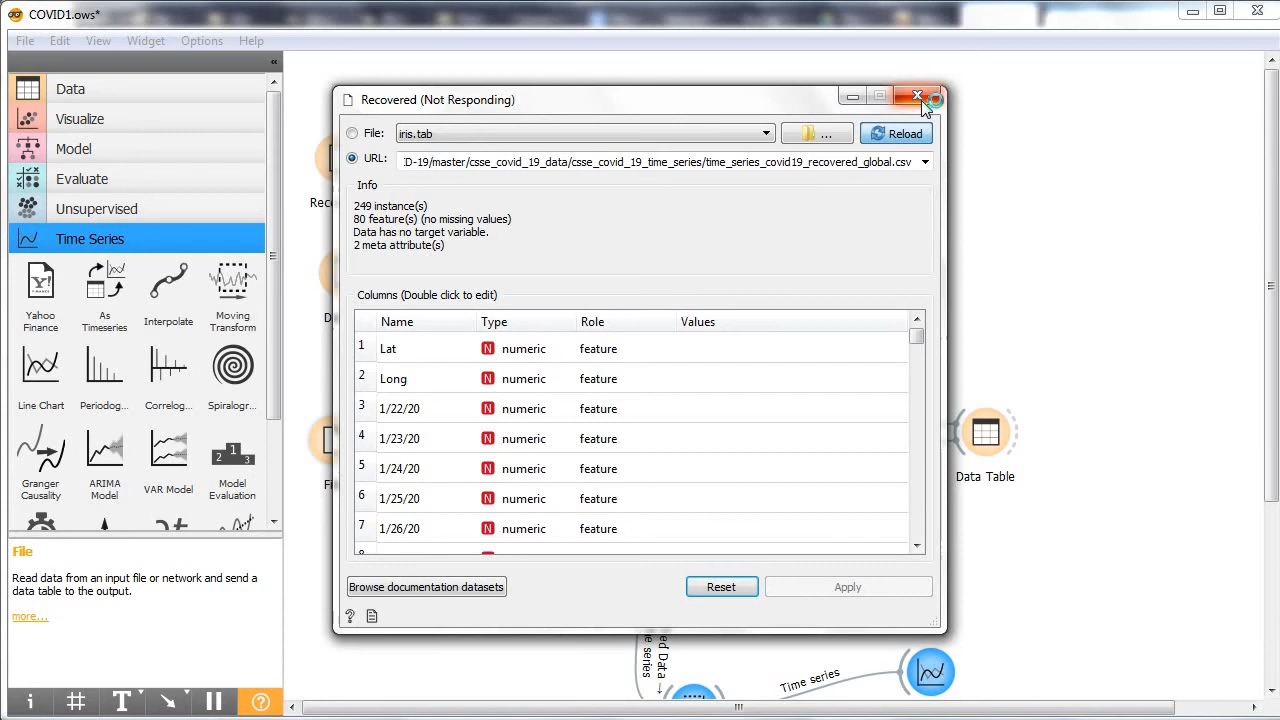 COVID1.ows*
File Edit View Widget Options Help
«
Data
Visualize
Model
Evaluate
Unsupervised
Time Series
Yahoo Finance
As Timeseries
Interpolate
Moving Transform
Line Chart
Periodog...
Correlog...
Spiralogr...
Granger Causality
ARIMA Model
VAR Model
Model Evaluation
File
Read data from an input file or network and send a
data table to the output.
more...
Recovered (Not Responding)
File: iris.tab ... Reload
URL: D-19/master/csse_covid_19_data/csse_covid_19_time_series/time_series_covid19_recovered_global.csv
Info
249 instance(s)
80 feature(s) (no missing values)
Data has no target variable.
2 meta attribute(s)
Columns (Double click to edit)
Name Type Role Values
1 Lat N numeric feature
2 Long N numeric feature
3 1/22/20 N numeric feature
4 1/23/20 N numeric feature
5 1/24/20 N numeric feature
6 1/25/20 N numeric feature
7 1/26/20 N numeric feature
8
Browse documentation datasets Reset Apply
Reco
D
Fi
Data Table
ed Data →
ne series
Time series